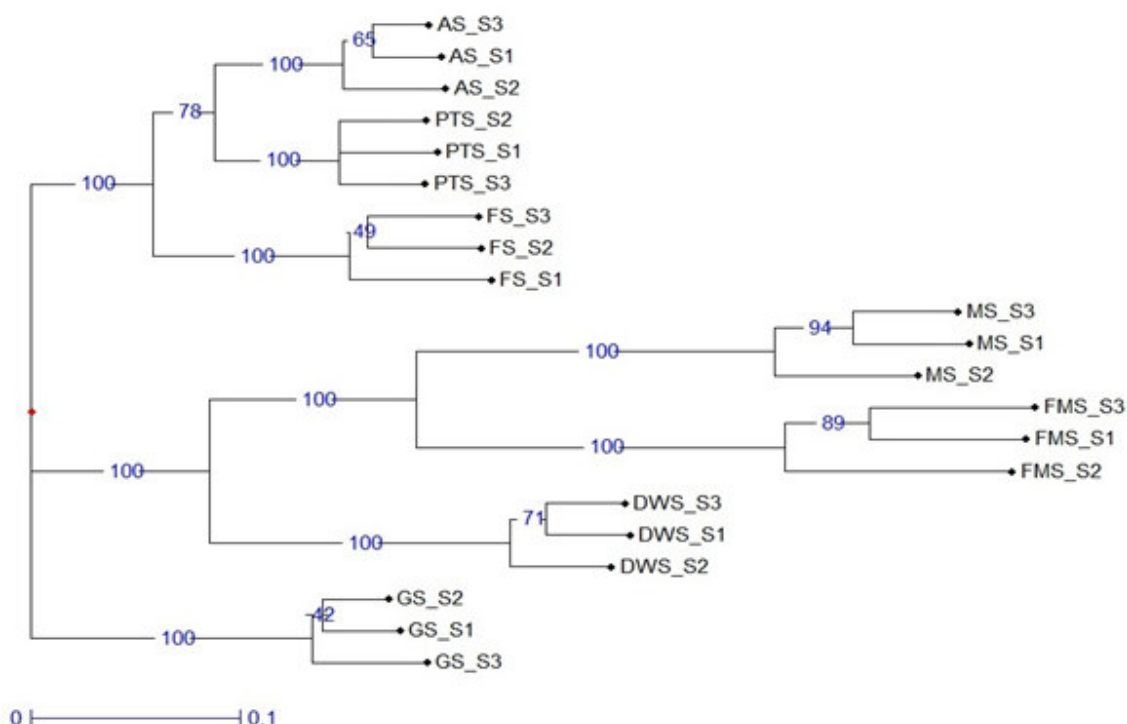 AS_S3
65
AS_S1
100
AS_S2
78
PTS_S2
PTS_S1
100
PTS_S3
100
FS_S3
49
FS_S2
100
FS_S1
MS_S3
94
MS_S1
100
MS_S2
100
FMS_S3
89
FMS_S1
100
FMS_S2
100
DWS_S3
71
DWS_S1
100
DWS_S2
GS_S2
42
GS_S1
100
GS_S3
0 0.1